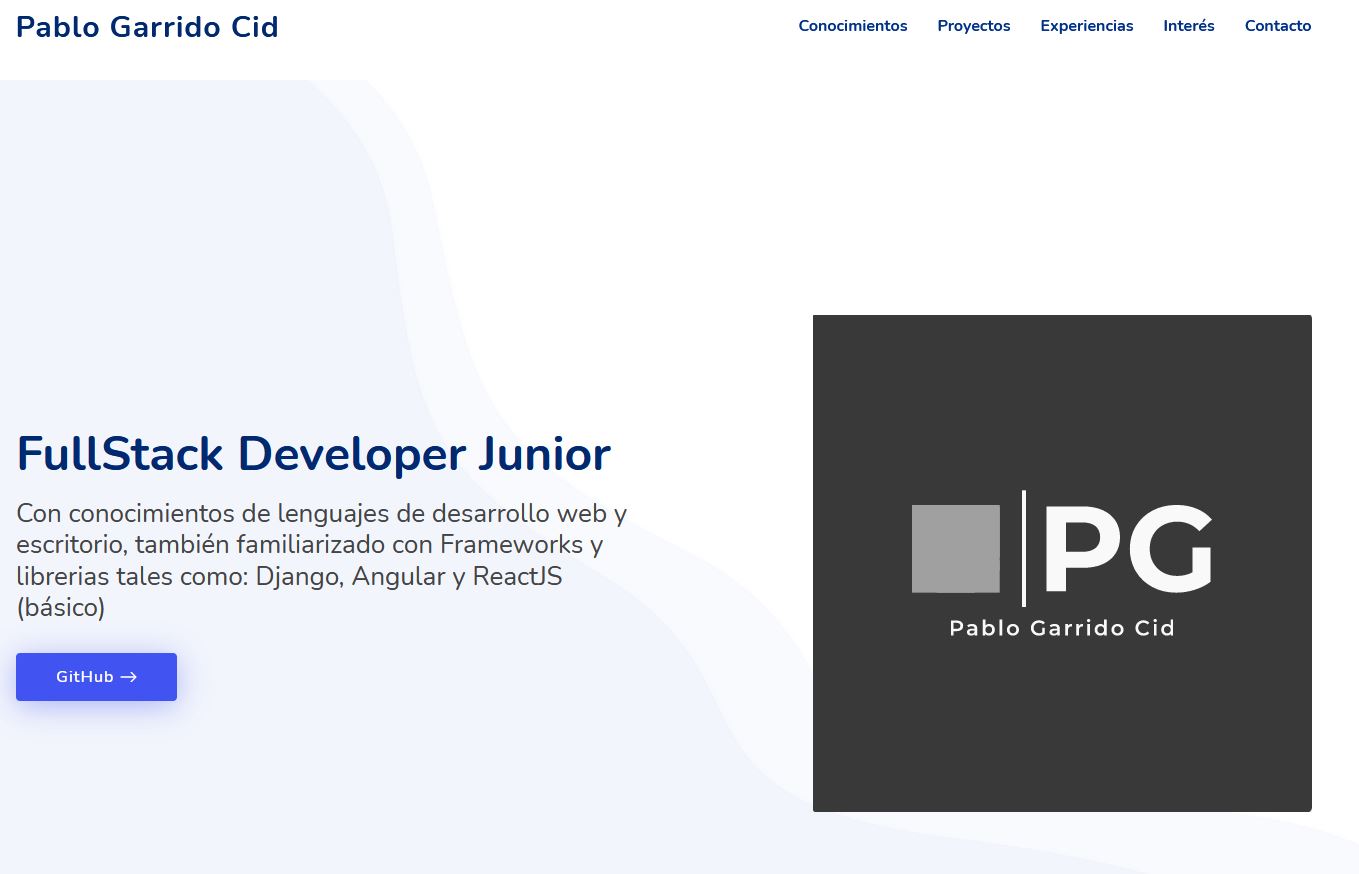 Pablo Garrido Cid
Conocimientos Proyectos Experiencias Interés Contacto
FullStack Developer Junior
Con conocimientos de lenguajes de desarrollo web y
escritorio, también familiarizado con Frameworks y
librerias tales como: Django, Angular y ReactJS
(básico)
GitHub →
PG
Pablo Garrido Cid